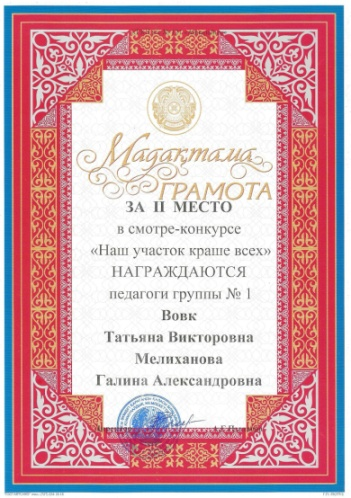 Мадақтама
ГРАМОТА
ЗА II МЕСТО
в смотре-конкурсе
«Наш участок краше всех»
НАГРАЖДАЮТСЯ
педагоги группы № 1
Вовк
Татьяна Викторовна
Мелиханова
Галина Александровна